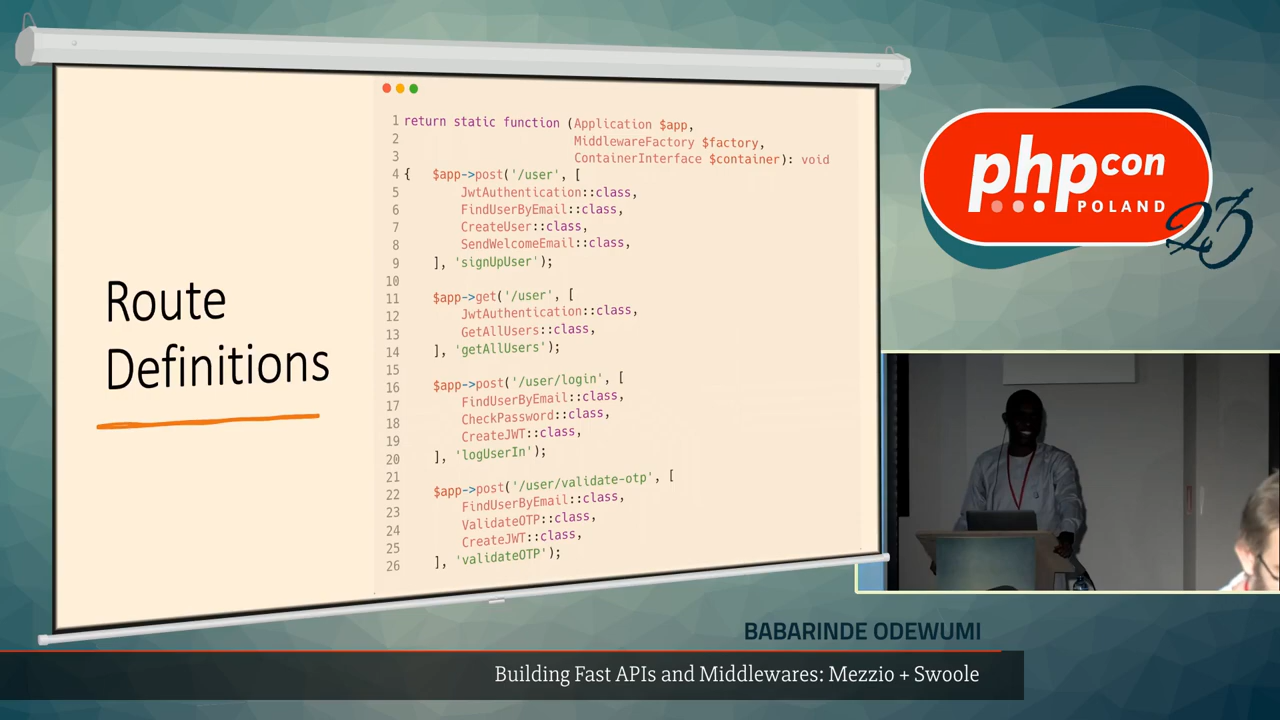 Route
Definitions
1 return static function (Application $app,
2 MiddlewareFactory $factory,
3 ContainerInterface $container): void
4 { $app->post('/user', [
5 JwtAuthentication::class,
6 FindUserByEmail::class,
7 CreateUser::class,
8 SendWelcomeEmail::class,
9 ], 'signUpUser');
10
11 $app->get('/user', [
12 JwtAuthentication::class,
13 GetAllUsers::class,
14 ], 'getAllUsers');
15
16 $app->post('/user/login', [
17 FindUserByEmail::class,
18 CheckPassword::class,
19 CreateJWT::class,
20 ], 'logUserIn');
21
22 $app->post('/user/validate-otp', [
23 FindUserByEmail::class,
24 ValidateOTP::class,
25 CreateJWT::class,
26 ], 'validateOTP');
phpcon
POLAND
23
BABARINDE ODEWUMI
Building Fast APIs and Middlewares: Mezzio + Swoole